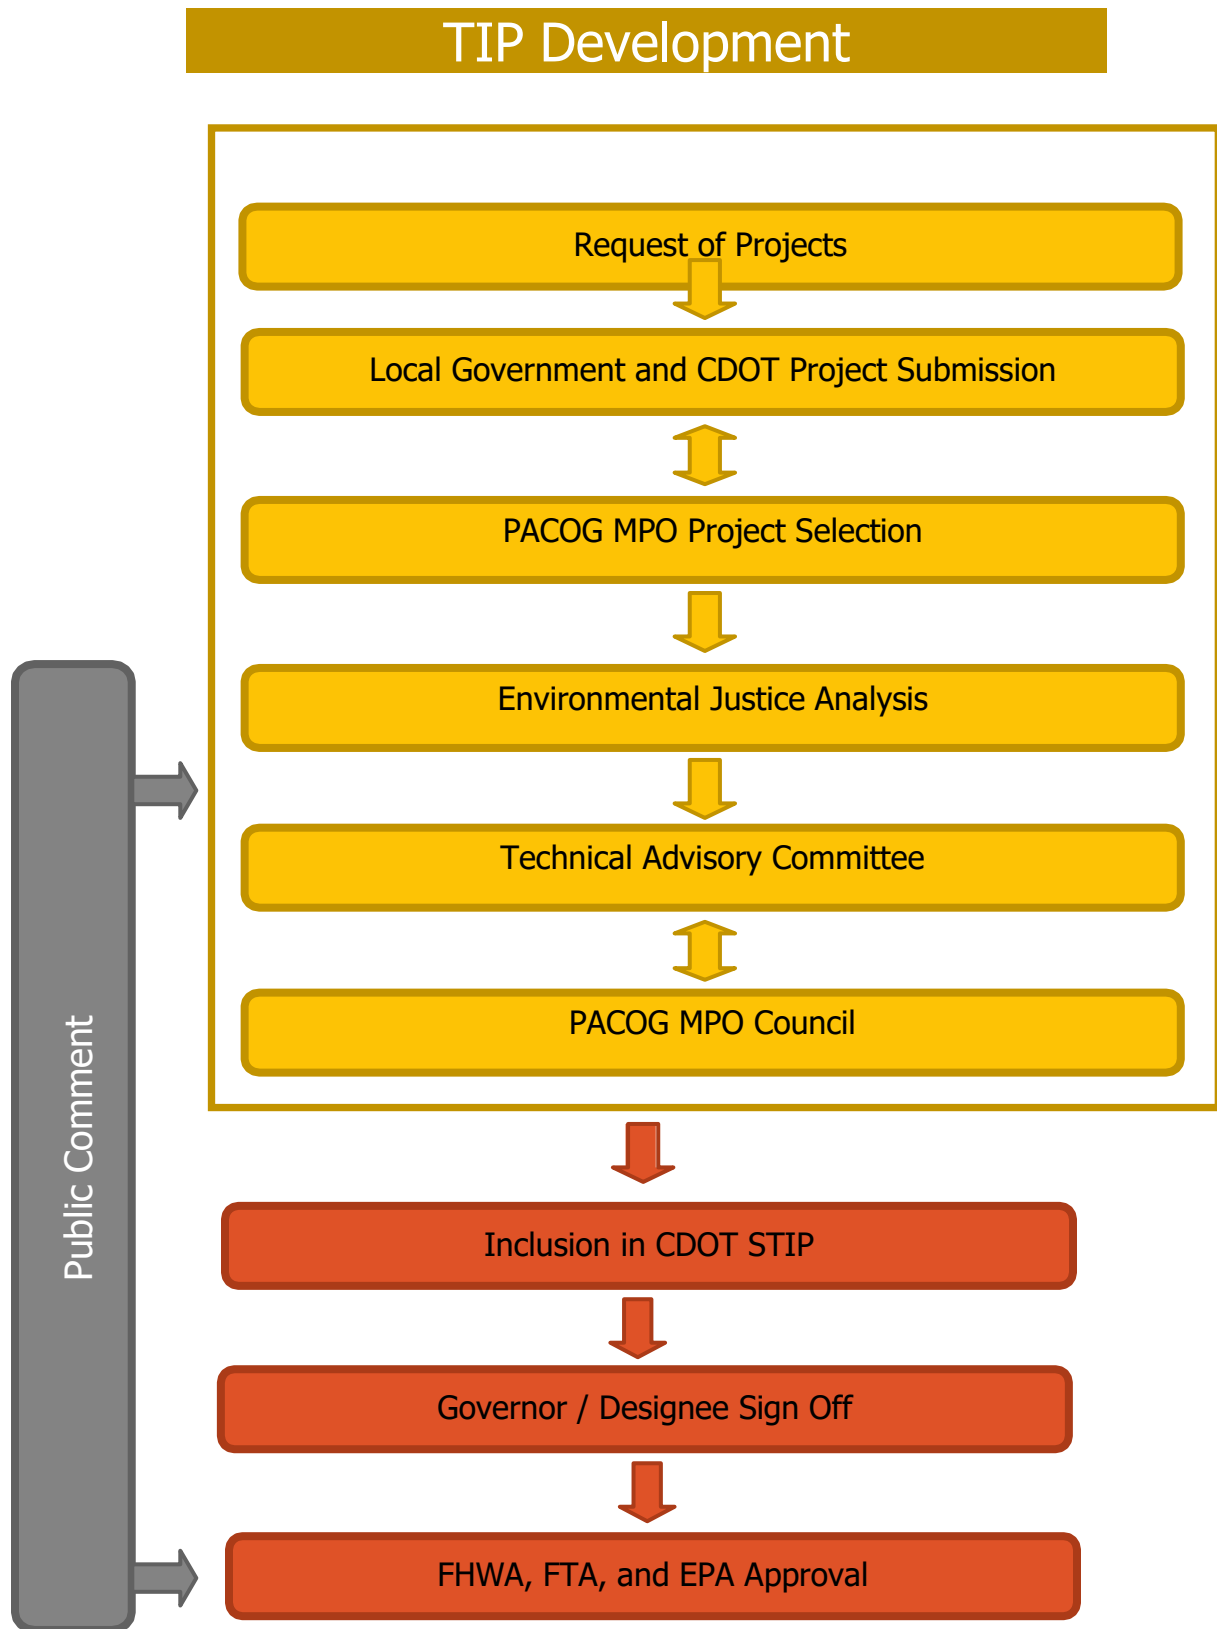 TIP Development
Request of Projects
Local Government and CDOT Project Submission
PACOG MPO Project Selection
Environmental Justice Analysis
Technical Advisory Committee
PACOG MPO Council
Public Comment
Inclusion in CDOT STIP
Governor / Designee Sign Off
FHWA, FTA, and EPA Approval